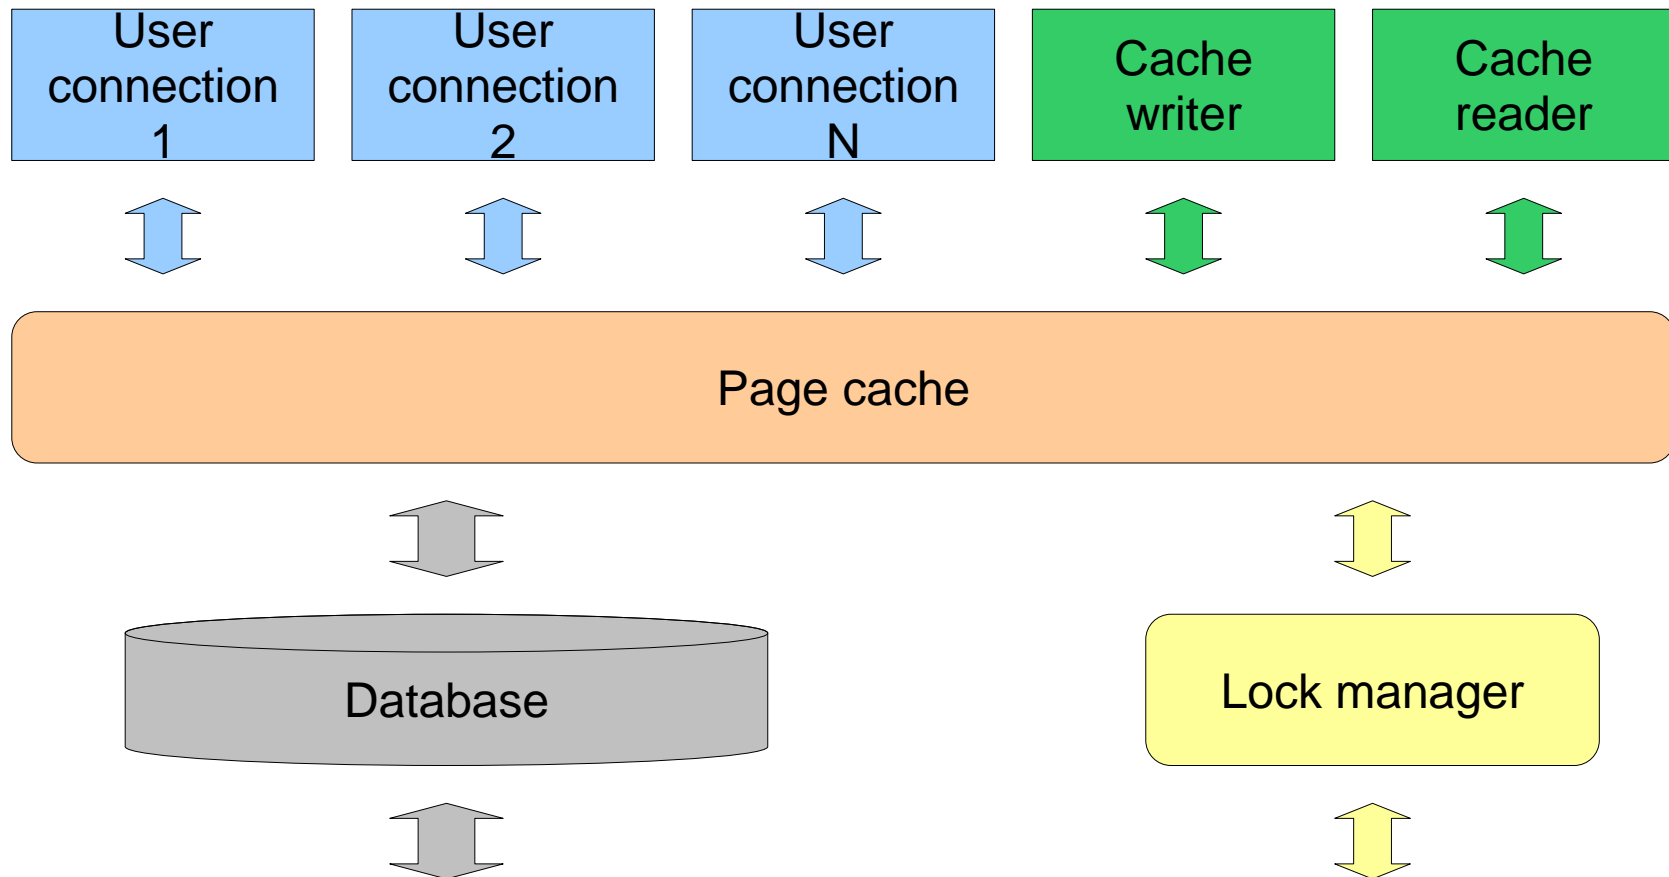 User
connection
1
User
connection
2
User
connection
N
Cache
writer
Cache
reader
Page cache
Database
Lock manager